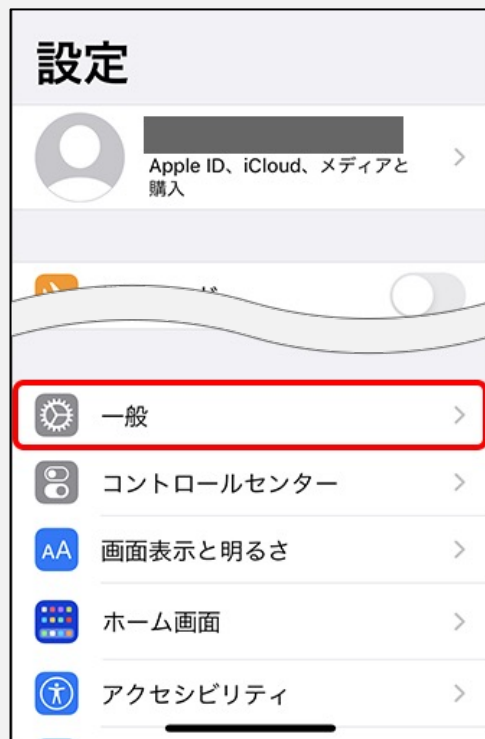 設定
Apple ID、iCloud、メディアと
購入
一般
コントロールセンター
AA 画面表示と明るさ
ホーム画面
アクセシビリティ